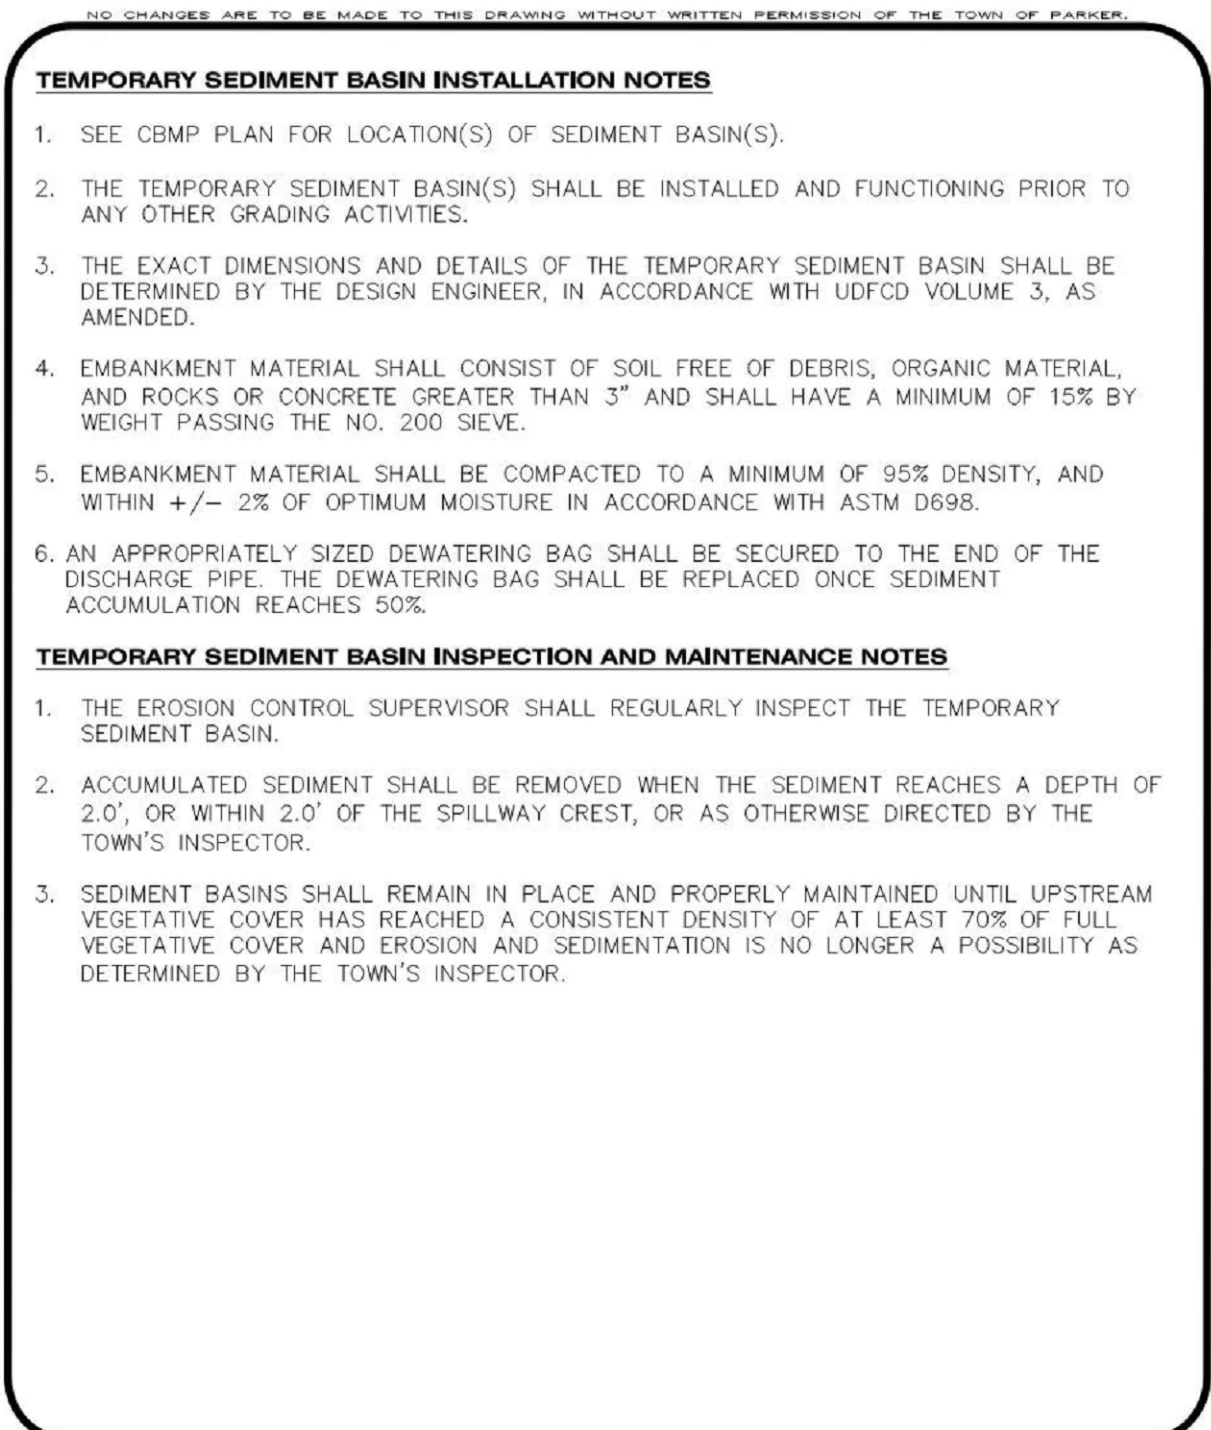 NO CHANGES ARE TO BE MADE TO THIS DRAWING WITHOUT WRITTEN PERMISSION OF THE TOWN OF PARKER.
TEMPORARY SEDIMENT BASIN INSTALLATION NOTES
1. SEE CBMP PLAN FOR LOCATION(S) OF SEDIMENT BASIN(S).
2. THE TEMPORARY SEDIMENT BASIN(S) SHALL BE INSTALLED AND FUNCTIONING PRIOR TO
ANY OTHER GRADING ACTIVITIES.
3. THE EXACT DIMENSIONS AND DETAILS OF THE TEMPORARY SEDIMENT BASIN SHALL BE
DETERMINED BY THE DESIGN ENGINEER, IN ACCORDANCE WITH UDFCD VOLUME 3, AS
AMENDED.
4. EMBANKMENT MATERIAL SHALL CONSIST OF SOIL FREE OF DEBRIS, ORGANIC MATERIAL,
AND ROCKS OR CONCRETE GREATER THAN 3" AND SHALL HAVE A MINIMUM OF 15% BY
WEIGHT PASSING THE NO. 200 SIEVE.
5. EMBANKMENT MATERIAL SHALL BE COMPACTED TO A MINIMUM OF 95% DENSITY, AND
WITHIN +/− 2% OF OPTIMUM MOISTURE IN ACCORDANCE WITH ASTM D698.
6. AN APPROPRIATELY SIZED DEWATERING BAG SHALL BE SECURED TO THE END OF THE
DISCHARGE PIPE. THE DEWATERING BAG SHALL BE REPLACED ONCE SEDIMENT
ACCUMULATION REACHES 50%.
TEMPORARY SEDIMENT BASIN INSPECTION AND MAINTENANCE NOTES
1. THE EROSION CONTROL SUPERVISOR SHALL REGULARLY INSPECT THE TEMPORARY
SEDIMENT BASIN.
2. ACCUMULATED SEDIMENT SHALL BE REMOVED WHEN THE SEDIMENT REACHES A DEPTH OF
2.0', OR WITHIN 2.0' OF THE SPILLWAY CREST, OR AS OTHERWISE DIRECTED BY THE
TOWN'S INSPECTOR.
3. SEDIMENT BASINS SHALL REMAIN IN PLACE AND PROPERLY MAINTAINED UNTIL UPSTREAM
VEGETATIVE COVER HAS REACHED A CONSISTENT DENSITY OF AT LEAST 70% OF FULL
VEGETATIVE COVER AND EROSION AND SEDIMENTATION IS NO LONGER A POSSIBILITY AS
DETERMINED BY THE TOWN'S INSPECTOR.